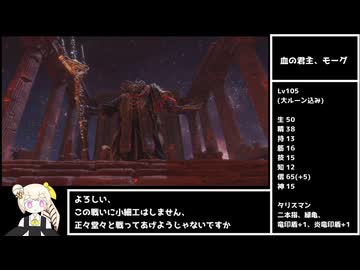 血の君主、モーグ
Lv105
(大ルーン込み)
生 50
精 38
持 13
筋 16
技 15
知 12
信 65(+5)
神 15
タリスマン
二本指、緑亀、
竜印盾+1、炎竜印盾+1
よろしい、
この戦いに小細工はしません、
正々堂々と戦ってあげようじゃないですか